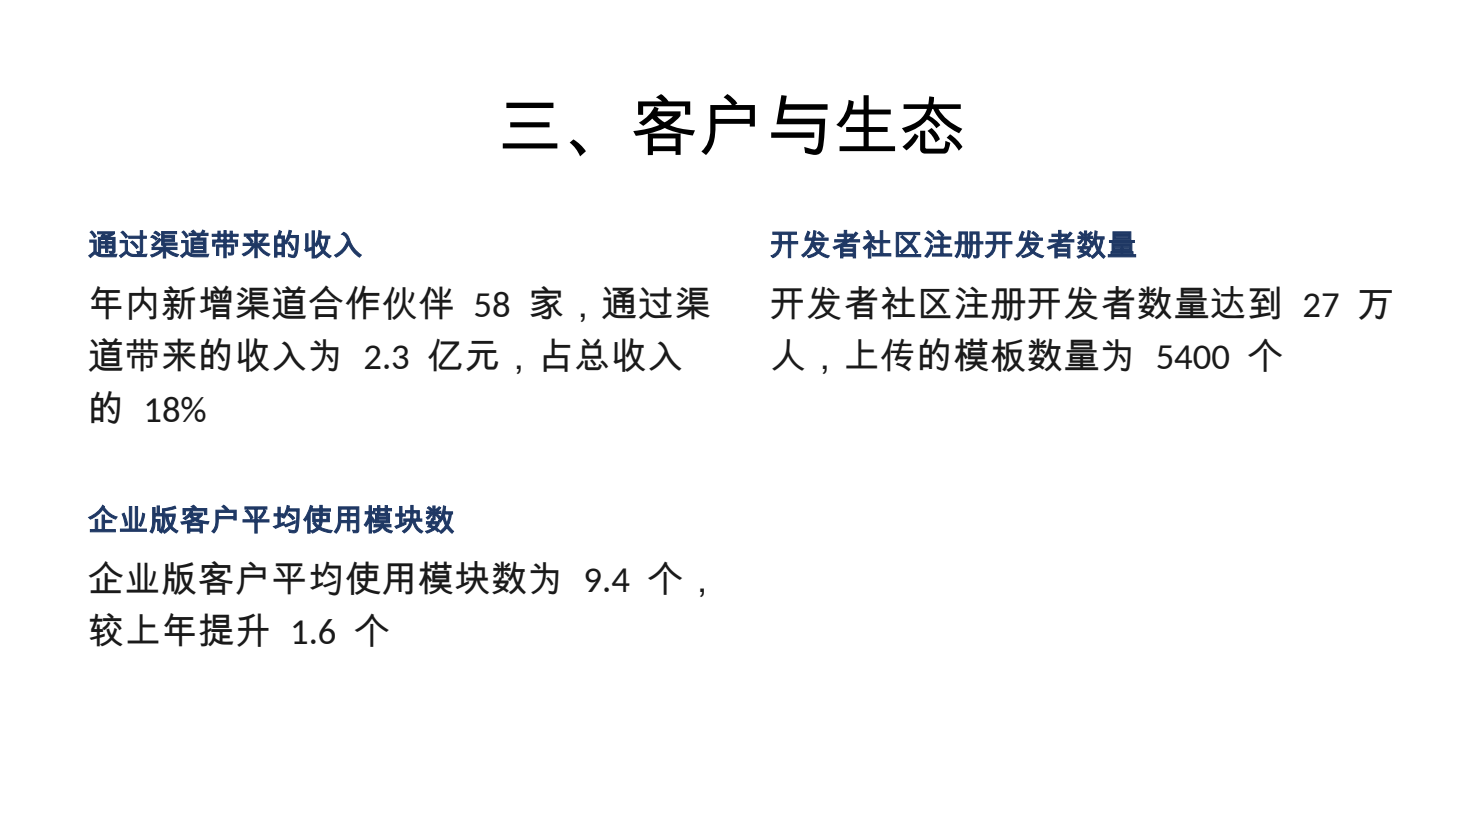 三、客户与生态
通过渠道带来的收入
年内新增渠道合作伙伴 58 家，通过渠
道带来的收入为 2.3 亿元，占总收入
的 18%
开发者社区注册开发者数量
开发者社区注册开发者数量达到 27 万
人，上传的模板数量为 5400 个
企业版客户平均使用模块数
企业版客户平均使用模块数为 9.4 个，
较上年提升 1.6 个